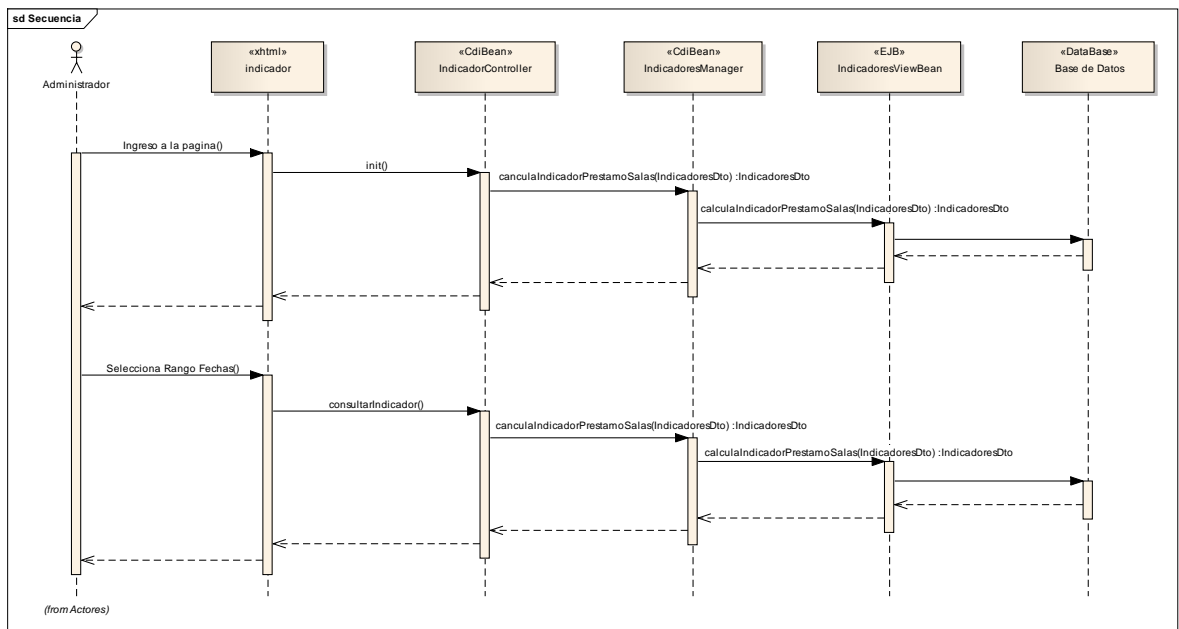 sd Secuencia
Administrador
«xhtml»
indicador
«CdiBean»
IndicadorController
«CdiBean»
IndicadoresManager
«EJB»
IndicadoresViewBean
«DataBase»
Base de Datos
Ingreso a la pagina()
init()
canculaIndicadorPrestamoSalas(IndicadoresDto) :IndicadoresDto
calculaIndicadorPrestamoSalas(IndicadoresDto) :IndicadoresDto
Selecciona Rango Fechas()
consultarIndicador()
canculaIndicadorPrestamoSalas(IndicadoresDto) :IndicadoresDto
calculaIndicadorPrestamoSalas(IndicadoresDto) :IndicadoresDto
(from Actores)